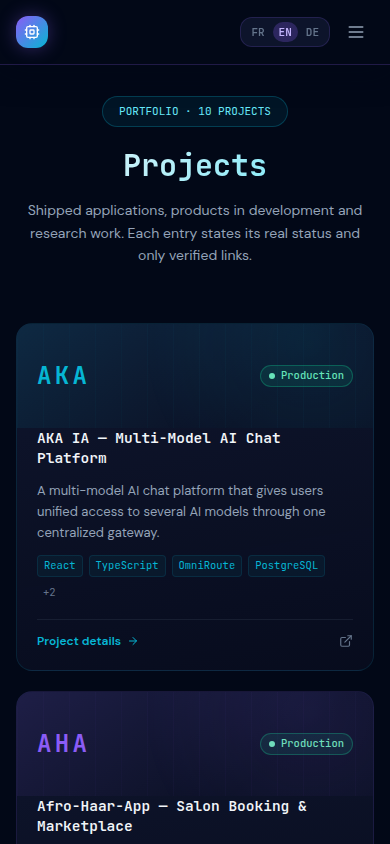 FR EN DE
PORTFOLIO · 10 PROJECTS
Projects
Shipped applications, products in development and
research work. Each entry states its real status and
only verified links.
AKA
Production
AKA IA — Multi-Model AI Chat
Platform
A multi-model AI chat platform that gives users
unified access to several AI models through one
centralized gateway.
React TypeScript OmniRoute PostgreSQL
+2
Project details →
AHA
Production
Afro-Haar-App — Salon Booking &
Marketplace